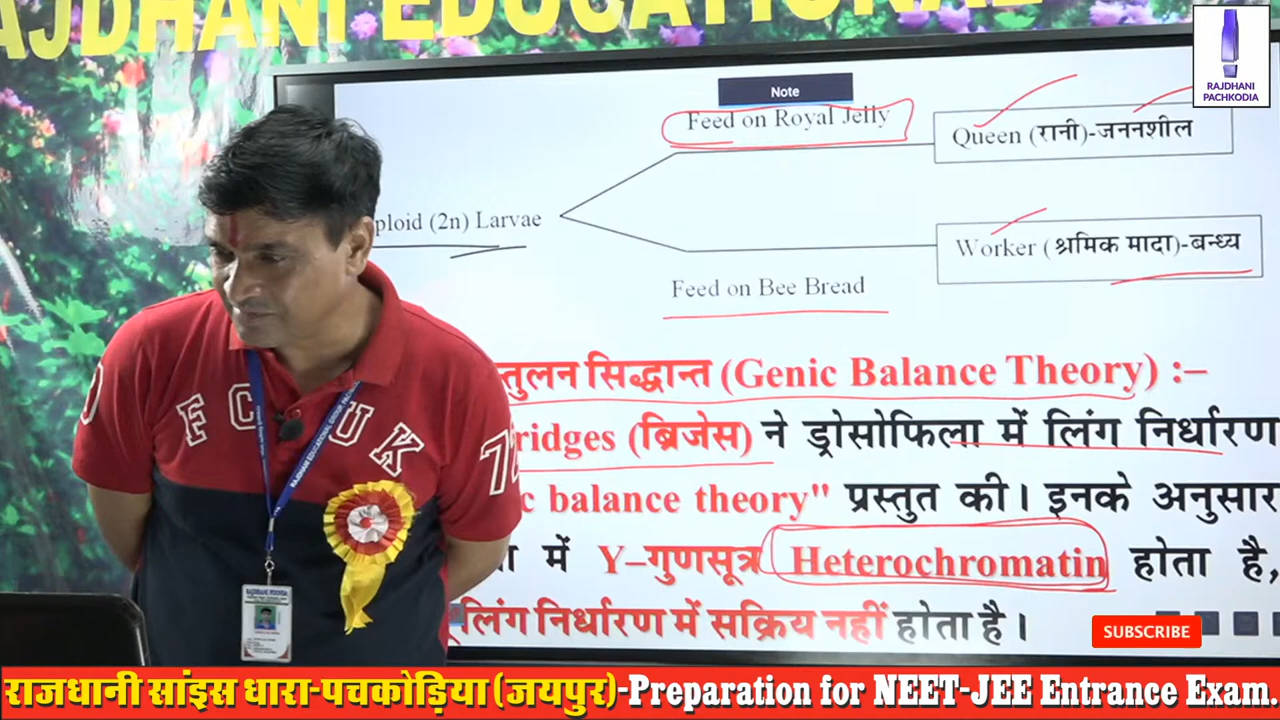 RAJDHANI EDUCATIONAL
RAJDHANI
PACHKODIA
Note
Feed on Royal Jelly
Queen (रानी)-जननशील
ploid (2n) Larvae
Worker (श्रमिक मादा)-बन्ध्य
Feed on Bee Bread
तुलन सिद्धान्त (Genic Balance Theory) :–
ridges (ब्रिजेस) ने ड्रोसोफिला में लिंग निर्धारण
c balance theory" प्रस्तुत की। इनके अनुसार
में Y–गुणसूत्र Heterochromatin होता है,
लिंग निर्धारण में सक्रिय नहीं होता है।
FCUK
72
SUBSCRIBE
राजधानी सांइस धारा-पचकोड़िया (जयपुर)-Preparation for NEET-JEE Entrance Exam.